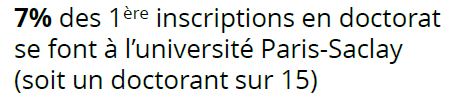 7% des 1ère inscriptions en doctorat
se font à l’université Paris-Saclay
(soit un doctorant sur 15)